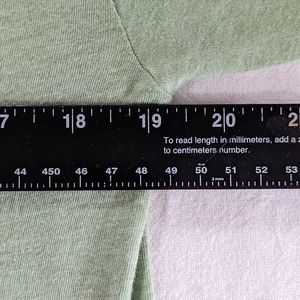 18 19 20
To read length in millimeters, add a
to centimeters number.
44 450 46 47 48 49 50 51 52 53
2 mm